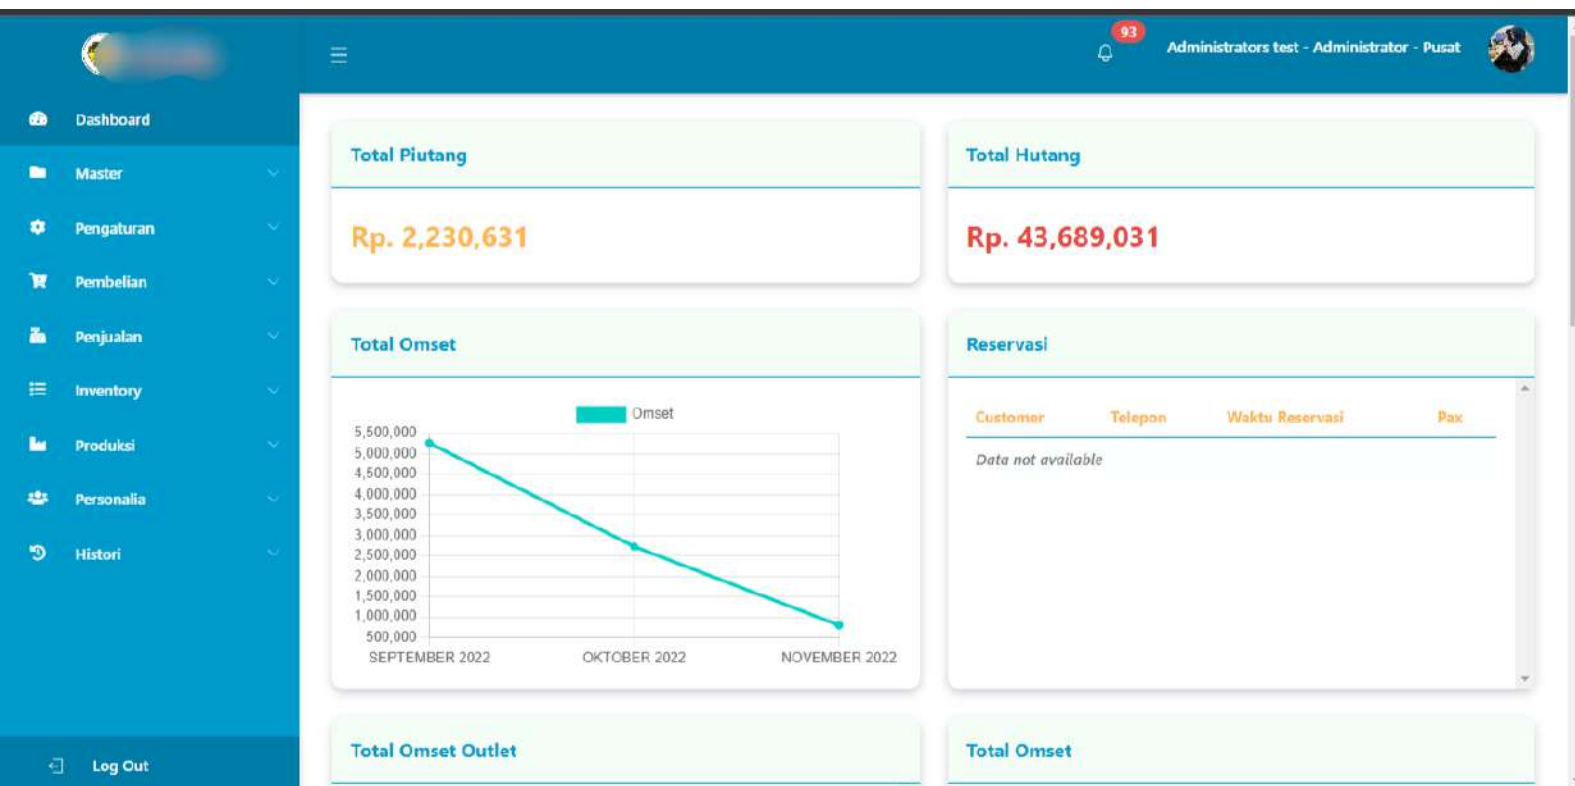 93
Administrators test - Administrator - Pusat
Dashboard
Master
Pengaturan
Pembelian
Penjualan
Inventory
Produksi
Personalia
Histori
Log Out
Total Piutang
Rp. 2,230,631
Total Hutang
Rp. 43,689,031
Total Omset
Omset
5,500,000
5,000,000
4,500,000
4,000,000
3,500,000
3,000,000
2,500,000
2,000,000
1,500,000
1,000,000
500,000
SEPTEMBER 2022 OKTOBER 2022 NOVEMBER 2022
Reservasi
Customer Telepon Waktu Reservasi Pax
Data not available
Total Omset Outlet
Total Omset